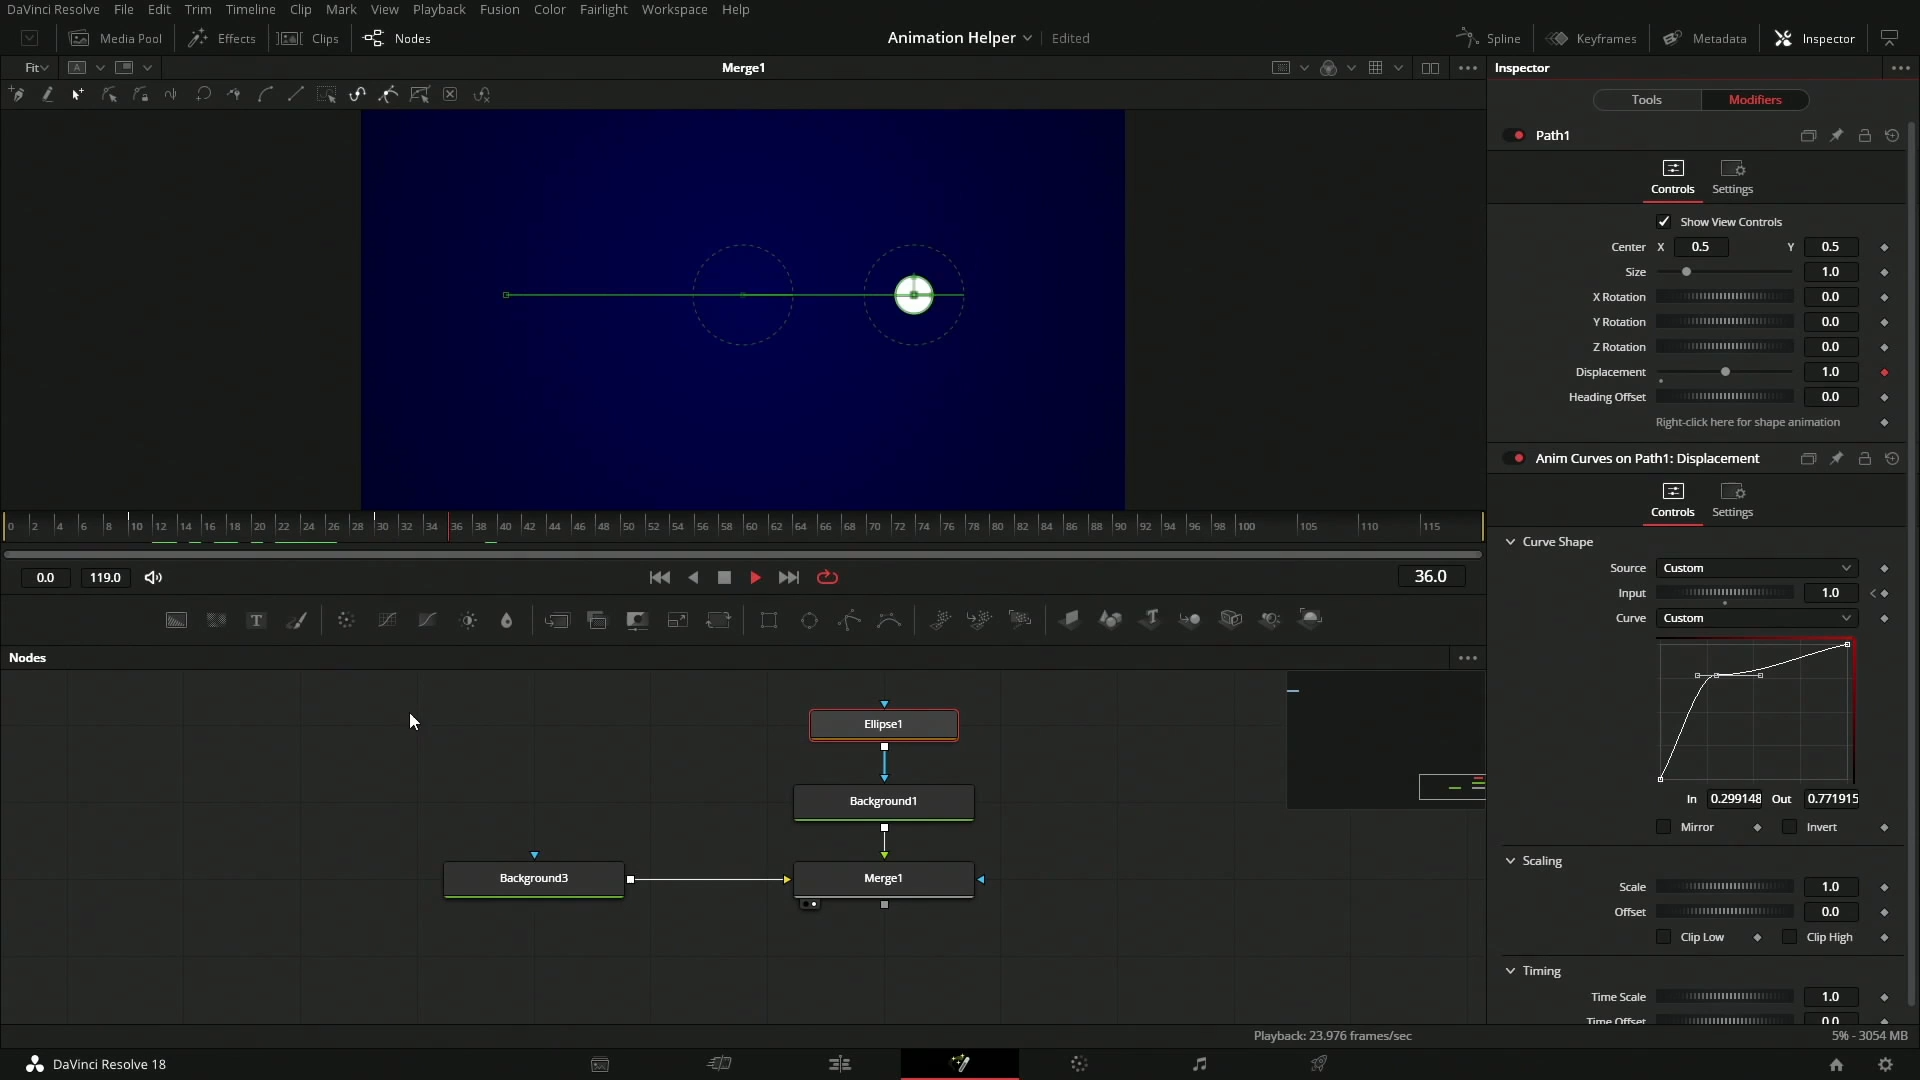 DaVinci Resolve File Edit Trim Timeline Clip Mark View Playback Fusion Color Fairlight Workspace Help
Media Pool Effects Clips Nodes Animation Helper Edited Spline Keyframes Metadata Inspector
Fit A Merge1 Inspector
Tools Modifiers
Path1
Controls Settings
Show View Controls
Center X 0.5 Y 0.5
Size 1.0
X Rotation 0.0
Y Rotation 0.0
Z Rotation 0.0
Displacement 1.0
Heading Offset 0.0
Right-click here for shape animation
Anim Curves on Path1: Displacement
Controls Settings
0 2 4 6 8 10 12 14 16 18 20 22 24 26 28 30 32 34 36 38 40 42 44 46 48 50 52 54 56 58 60 62 64 66 68 70 72 74 76 78 80 82 84 86 88 90 92 94 96 98 100 105 110 115
Curve Shape
Source Custom
0.0 119.0 36.0
Input 1.0
Curve Custom
T T
Nodes
Ellipse1
Background1
Background3 Merge1
In 0.299148 Out 0.771915
Mirror Invert
Scaling
Scale 1.0
Offset 0.0
Clip Low Clip High
Timing
Time Scale 1.0
Time Offset 0.0
Playback: 23.976 frames/sec 5% - 3054 MB
DaVinci Resolve 18